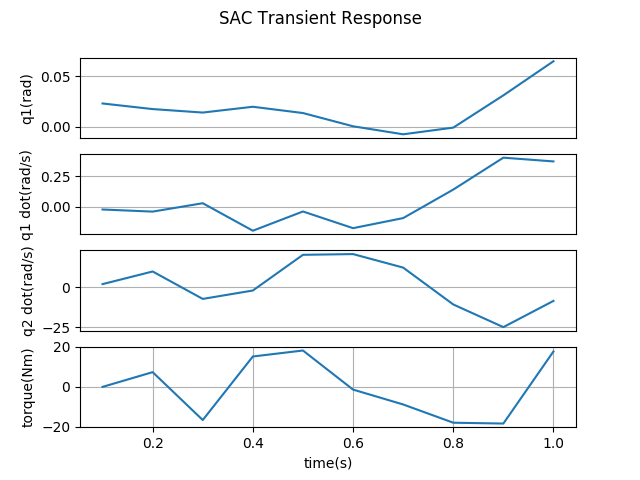 SAC Transient Response
q1(rad)
0.05
0.00
q1 dot(rad/s)
0.25
0.00
q2 dot(rad/s)
0
−25
torque(Nm)
20
0
−20
0.2 0.4 0.6 0.8 1.0
time(s)